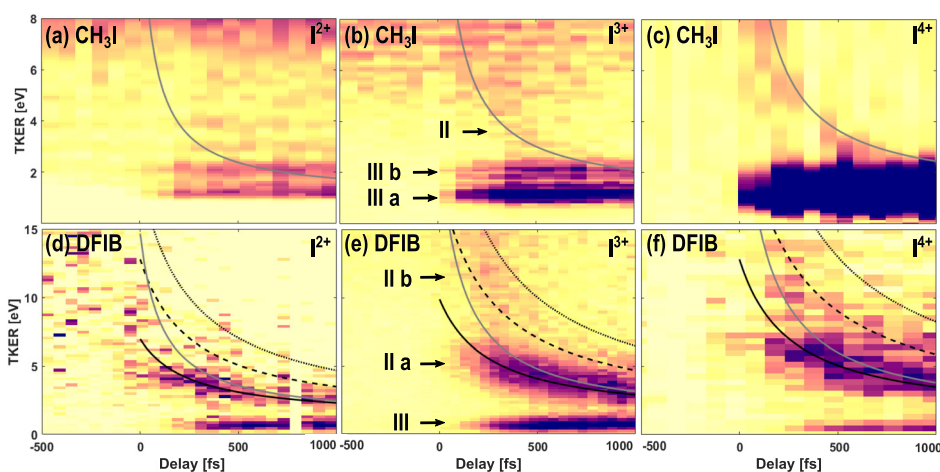 (a) CH₃I I²⁺
(b) CH₃I I³⁺
(c) CH₃I I⁴⁺
TKER [eV]
8
6
4
2
II
III b
III a
(d) DFIB I²⁺
(e) DFIB I³⁺
(f) DFIB I⁴⁺
TKER [eV]
15
10
5
0
II b
II a
III
-500 0 500 1000
-500 0 500 1000
-500 0 500 1000
Delay [fs]
Delay [fs]
Delay [fs]